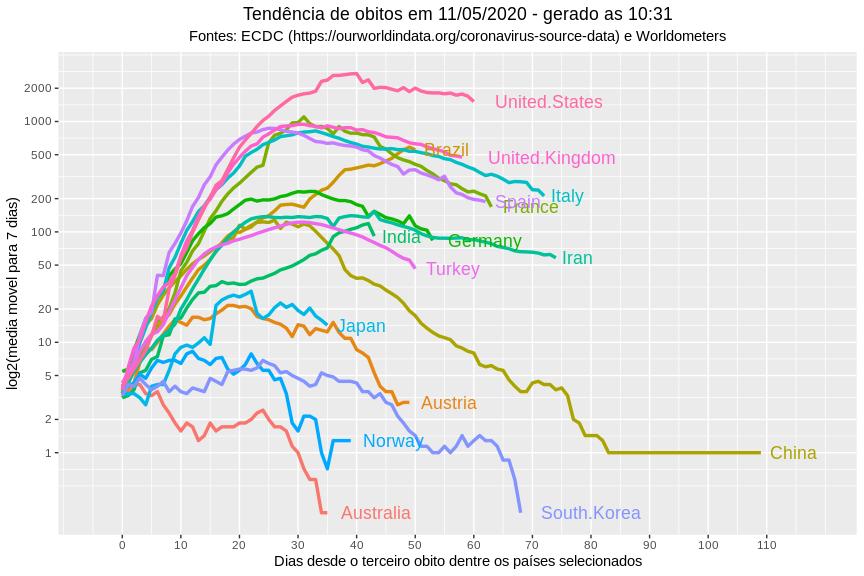 Tendência de obitos em 11/05/2020 - gerado as 10:31
Fontes: ECDC (https://ourworldindata.org/coronavirus-source-data) e Worldometers
log2(media movel para 7 dias)
2000
1000
500
200
100
50
20
10
5
2
1
United.States
Brazil
United.Kingdom
Italy
Spain
France
India
Germany
Iran
Turkey
Japan
Austria
Norway
China
Australia
South.Korea
0 10 20 30 40 50 60 70 80 90 100 110
Dias desde o terceiro obito dentre os países selecionados